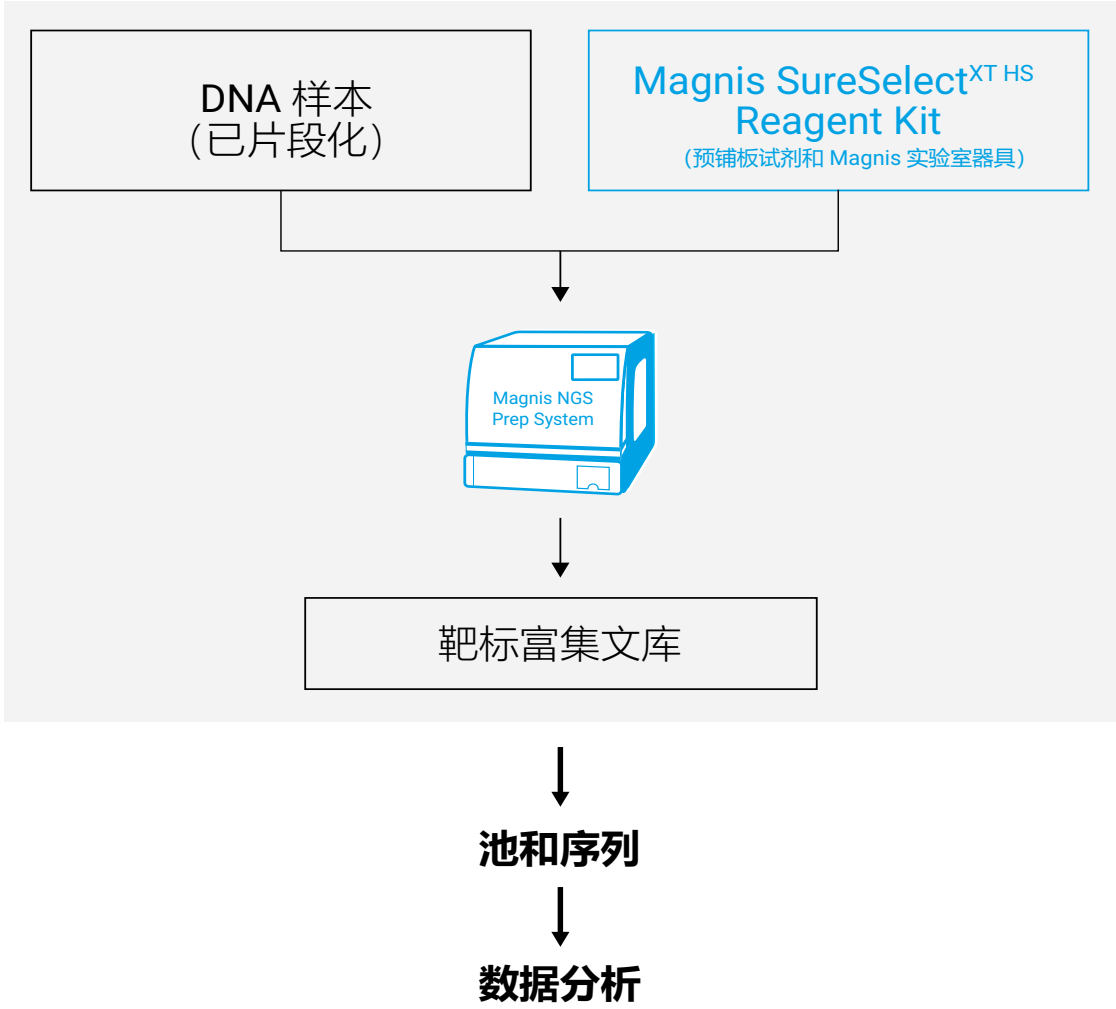 DNA 样本
（已片段化）
Magnis SureSelectXT HS
Reagent Kit
（预铺板试剂和 Magnis 实验室器具）
Magnis NGS
Prep System
靶标富集文库
池和序列
数据分析